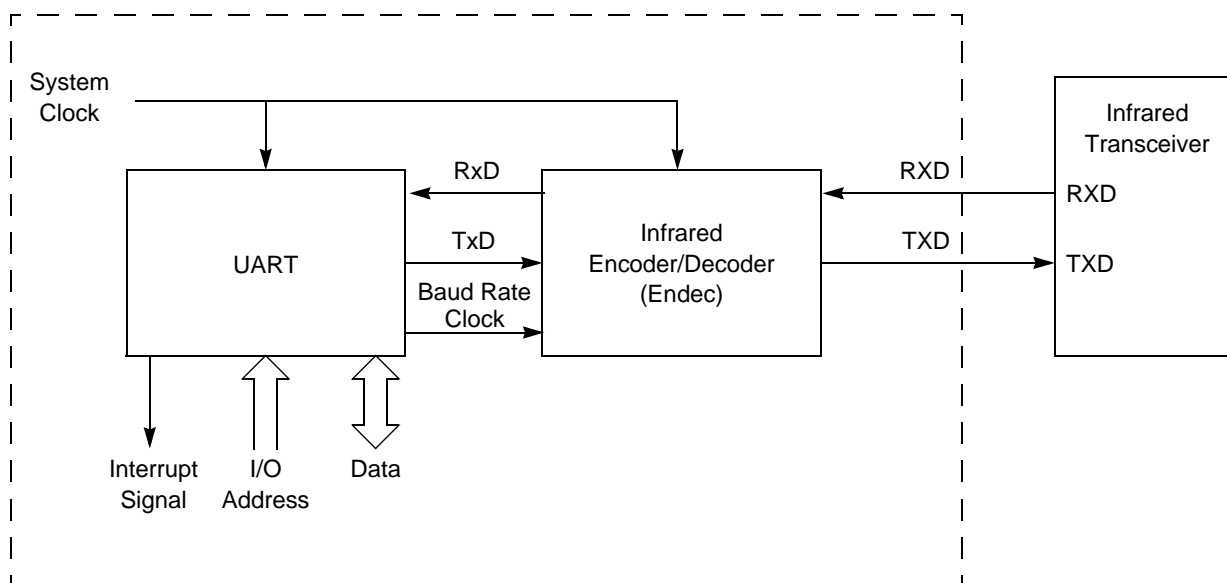 System
Clock
Infrared
Transceiver
RxD
RXD
RXD
UART
TxD
Infrared
Encoder/Decoder
(Endec)
TXD
TXD
Baud Rate
Clock
Interrupt
Signal
I/O
Address
Data